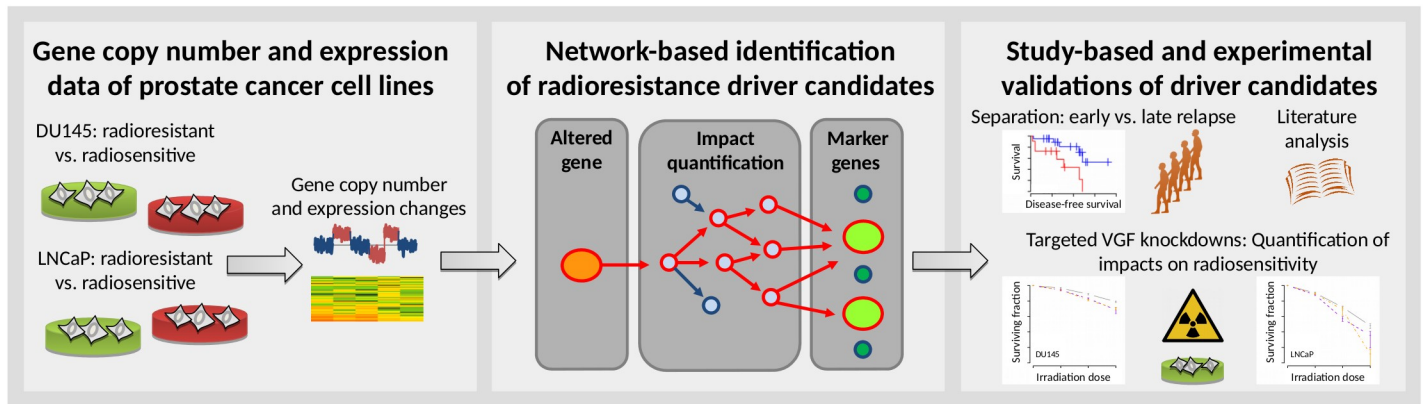 Gene copy number and expression
data of prostate cancer cell lines
DU145: radioresistant
vs. radiosensitive
LNCaP: radioresistant
vs. radiosensitive
Gene copy number
and expression changes
Network-based identification
of radioresistance driver candidates
Altered
gene
Impact
quantification
Marker
genes
Study-based and experimental
validations of driver candidates
Separation: early vs. late relapse
Survival
Disease-free survival
Literature
analysis
Targeted VGF knockdowns: Quantification of
impacts on radiosensitivity
Surviving fraction
DU145
Irradiation dose
Surviving fraction
LNCaP
Irradiation dose